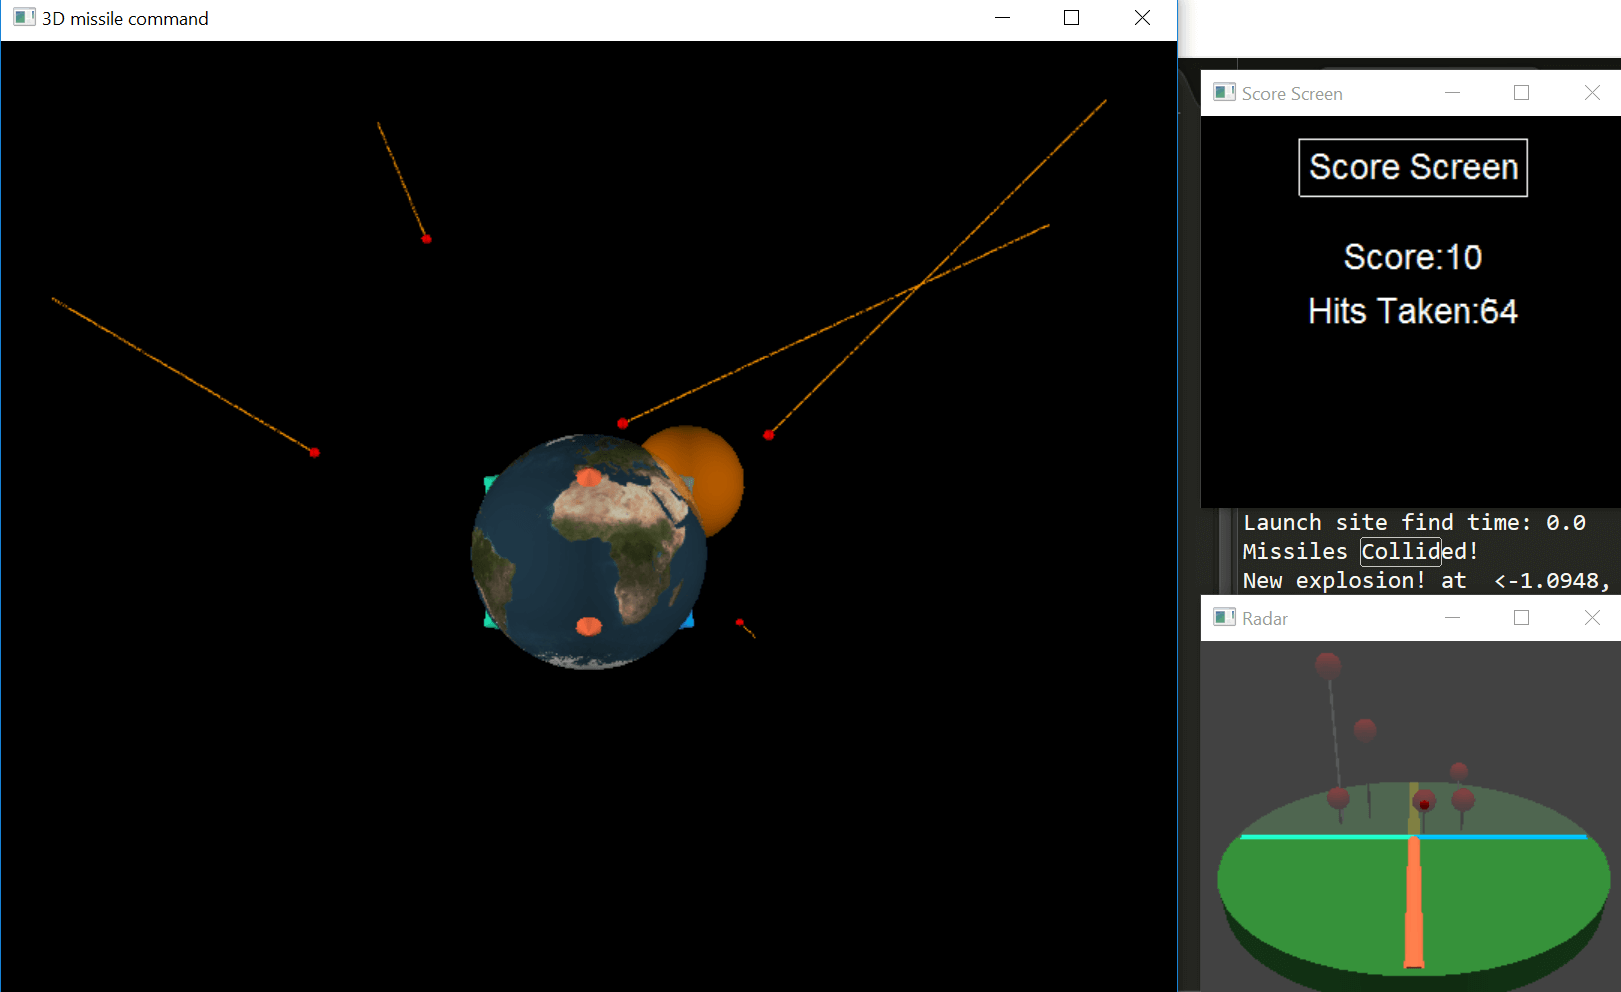 3D missile command
Score Screen
Score Screen
Score:10
Hits Taken:64
Launch site find time: 0.0
Missiles Collided!
New explosion! at  <-1.0948,
Radar